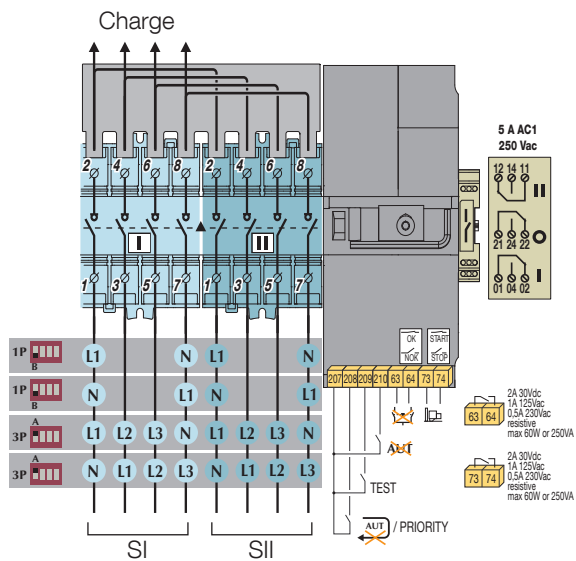 Charge
2 4 6 8 2 4 6 8
I II
1 3 5 7 1 3 5 7
5 A AC1
250 Vac
12 14 11
II
21 24 22
O
01 04 02
I
OK
NOK
START
STOP
207 208 209 210 63 64 73 74
1P B L1 N L1 N
1P B N L1 N L1
3P A L1 L2 L3 N L1 L2 L3 N
3P A N L1 L2 L3 N L1 L2 L3
SI SII
AUT
TEST
AUT / PRIORITY
63 64
2A 30Vdc
1A 125Vac
0,5A 230Vac
resistive
max 60W or 250VA
73 74
2A 30Vdc
1A 125Vac
0,5A 230Vac
resistive
max 60W or 250VA